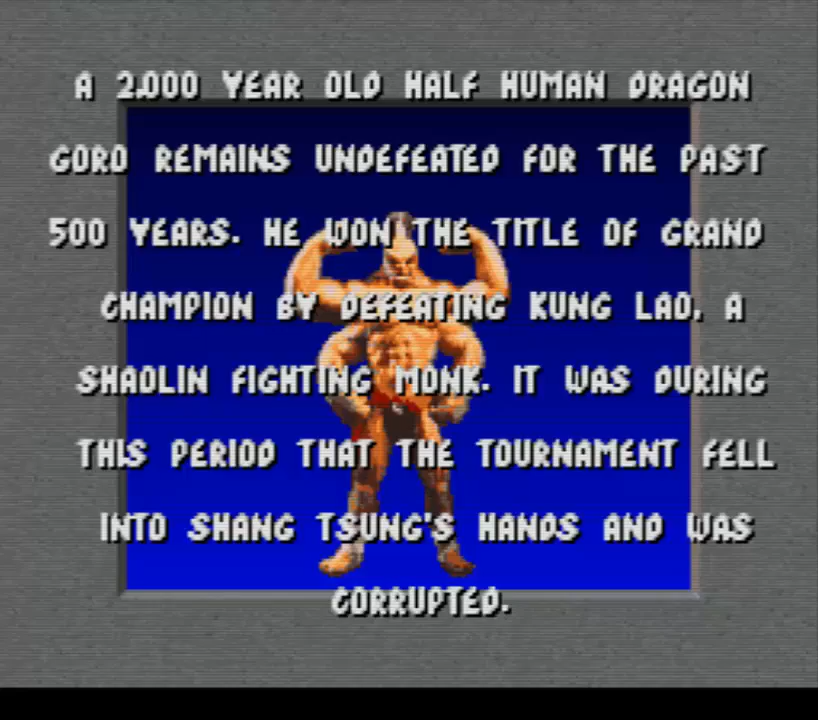 A 2,000 YEAR OLD HALF HUMAN DRAGON
GORO REMAINS UNDEFEATED FOR THE PAST
500 YEARS. HE WON THE TITLE OF GRAND
CHAMPION BY DEFEATING KUNG LAO, A
SHAOLIN FIGHTING MONK. IT WAS DURING
THIS PERIOD THAT THE TOURNAMENT FELL
INTO SHANG TSUNG'S HANDS AND WAS
CORRUPTED.